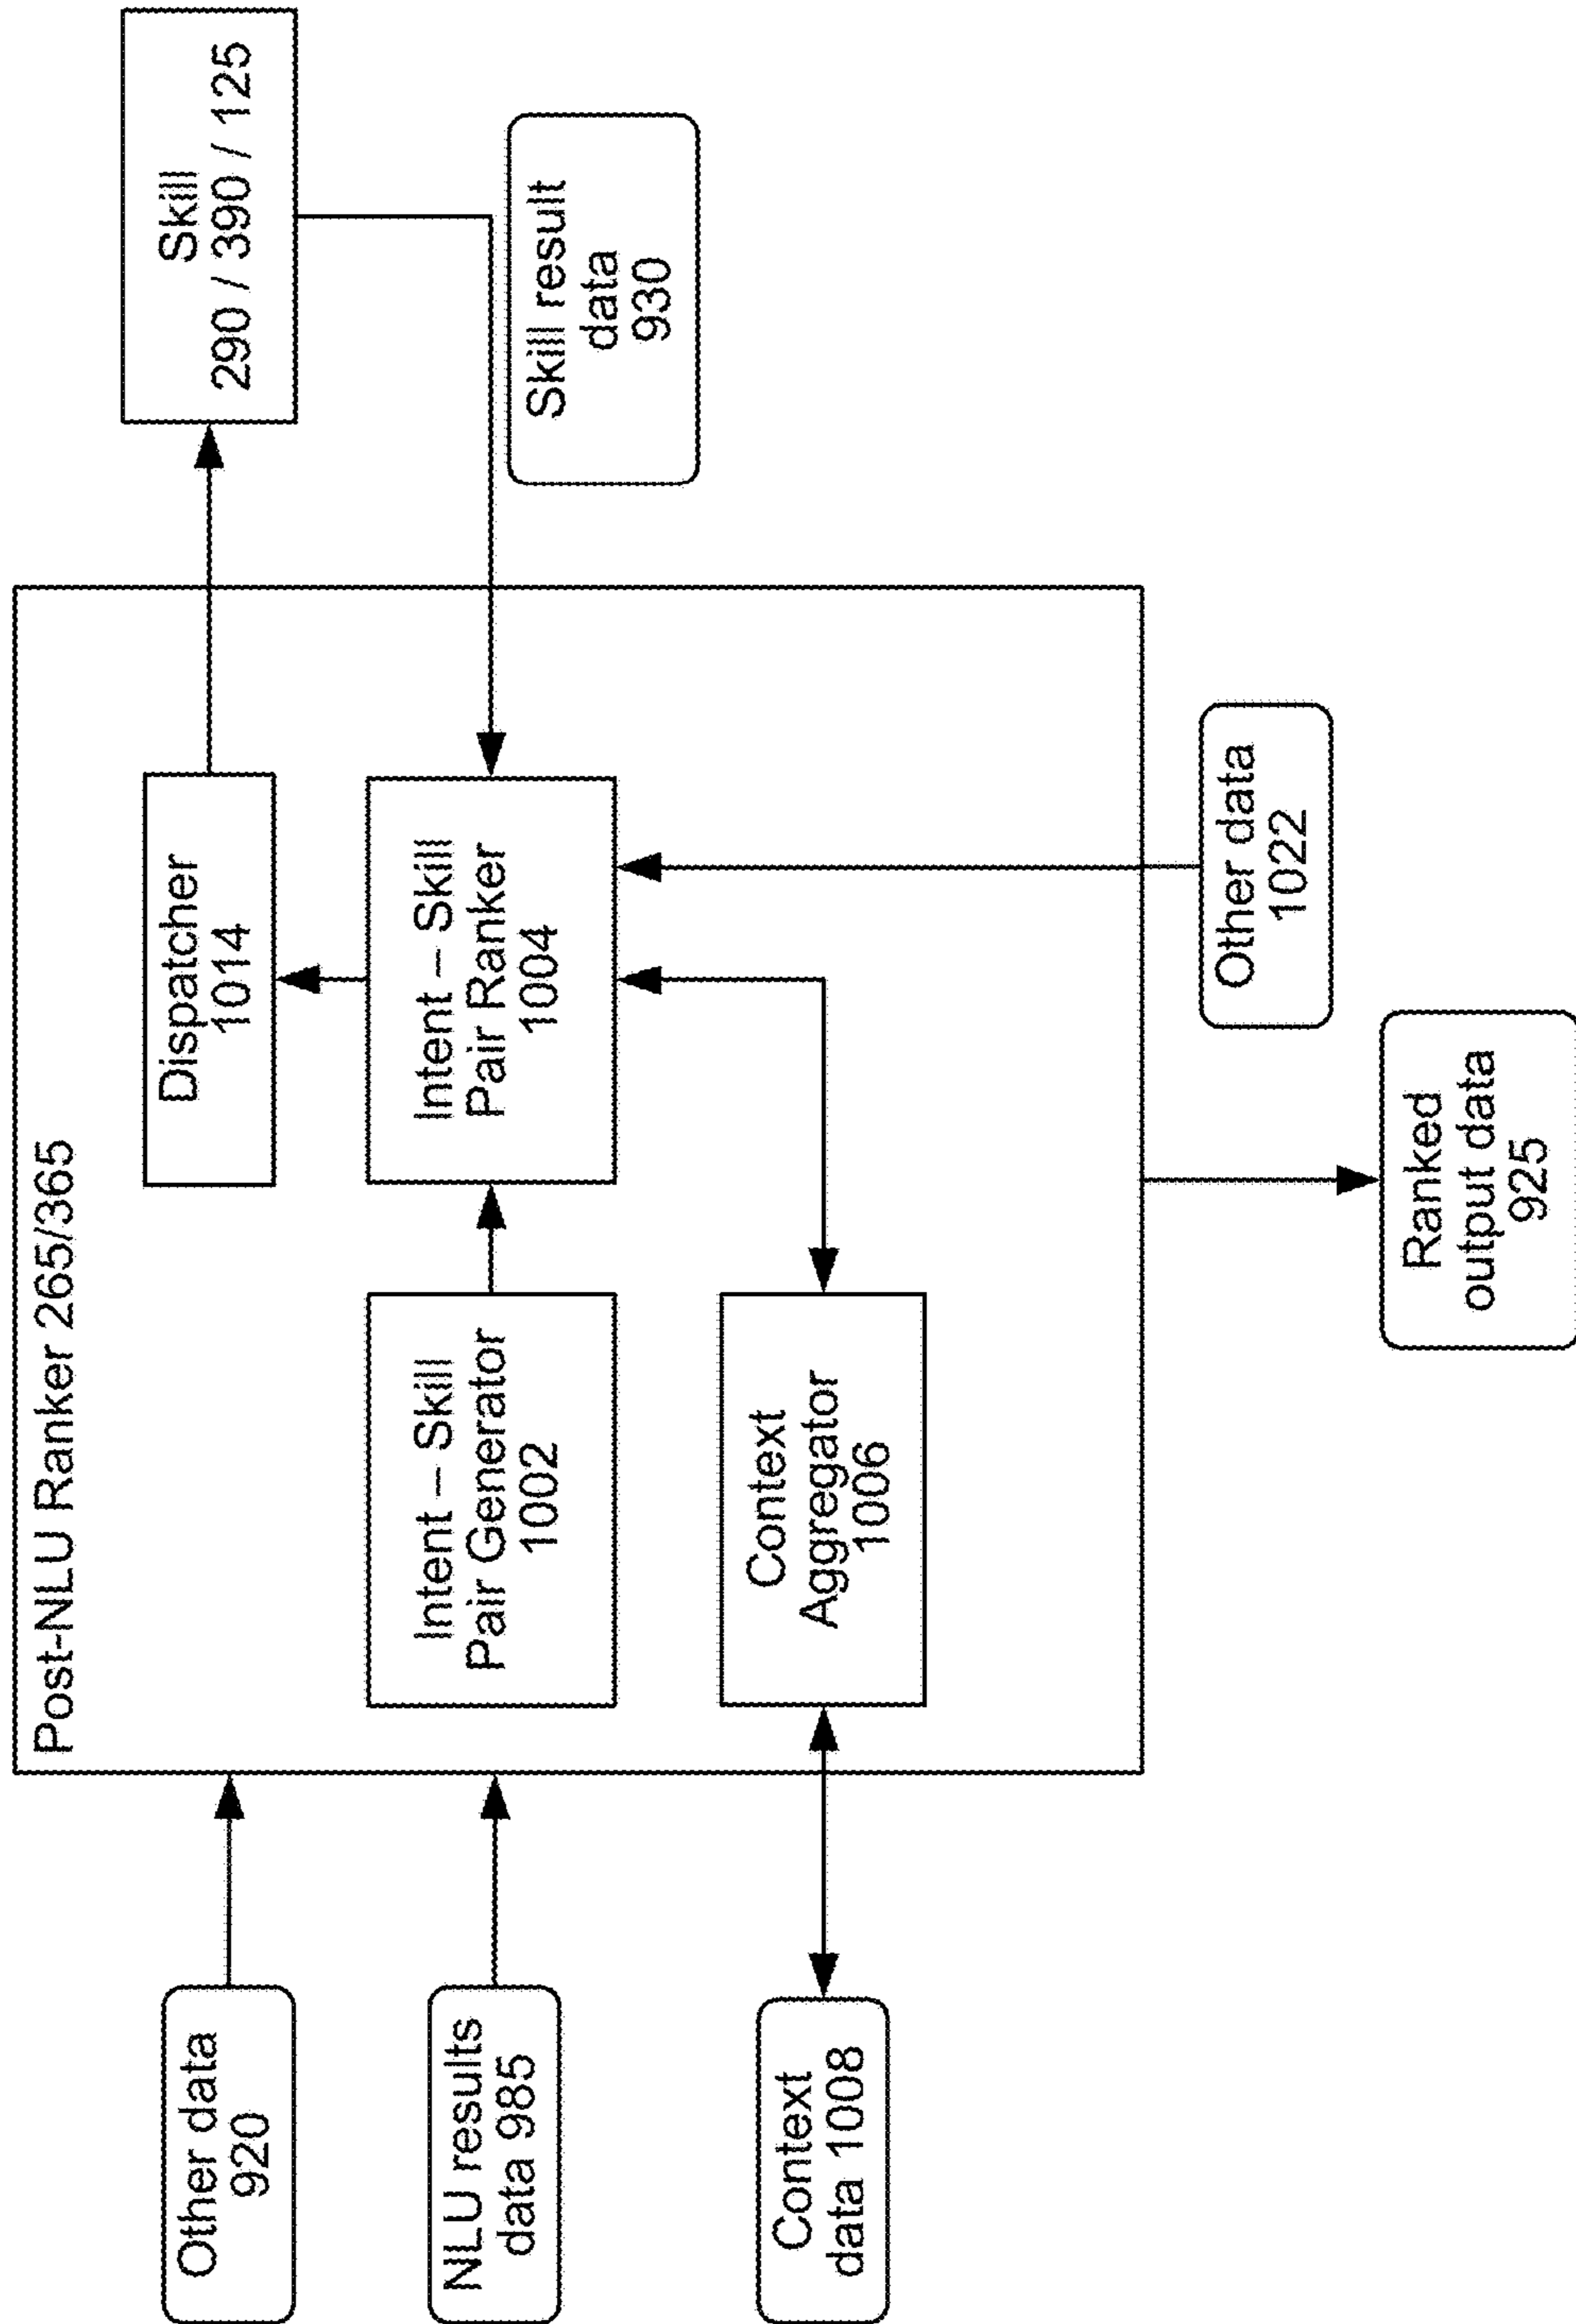 Post-NLU Ranker 265/365
Other data
920
NLU results
data 985
Context
data 1008
Dispatcher
1014
Intent – Skill
Pair Generator
1002
Intent – Skill
Pair Ranker
1004
Context
Aggregator
1006
Skill
290 / 390 / 125
Skill result
data
930
Other data
1022
Ranked
output data
925